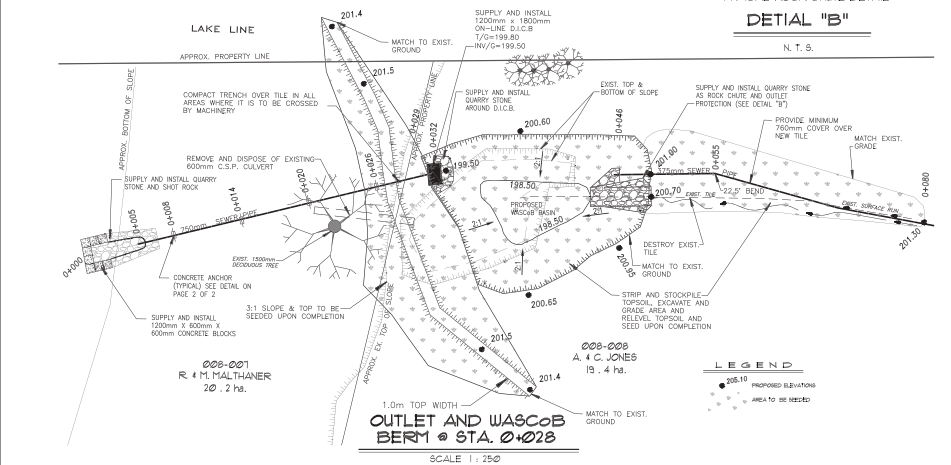 DETIAL "B"
N. T. S.
LAKE LINE
APPROX. PROPERTY LINE
201.4
MATCH TO EXIST.
GROUND
201.5
SUPPLY AND INSTALL
1200mm x 1800mm
ON-LINE D.I.C.B
T/G=199.80
INV/G=199.50
COMPACT TRENCH OVER TILE IN ALL
AREAS WHERE IT IS TO BE CROSSED
BY MACHINERY
APPROX. BOTTOM OF SLOPE
APPROX. PROPERTY LINE
SUPPLY AND INSTALL
QUARRY STONE
AROUND D.I.C.B.
EXIST. TOP &
BOTTOM OF SLOPE
SUPPLY AND INSTALL QUARRY STONE
AS ROCK CHUTE AND OUTLET
PROTECTION (SEE DETAIL "B")
PROVIDE MINIMUM
760mm COVER OVER
NEW TILE
MATCH EXIST.
GRADE
0+029
0+032
200.60
0+046
201.00
0+055
0+080
REMOVE AND DISPOSE OF EXISTING
600mm C.S.P. CULVERT
0+026
0+020
0+014
0+008
0+005
0+000
SUPPLY AND INSTALL QUARRY
STONE AND SHOT ROCK
250mm
SEWER PIPE
199.50
2:1
198.50
PROPOSED
WASCoB BASIN
198.50
2:1
2:1
2:1
375mm SEWER PIPE
200.70
22.5° BEND
EXIST. TILE
EXIST. SURFACE RUN
201.30
EXIST. 1500mm
DECIDUOUS TREE
DESTROY EXIST.
TILE
MATCH TO EXIST.
GROUND
200.95
CONCRETE ANCHOR
(TYPICAL) SEE DETAIL ON
PAGE 2 OF 2
3:1 SLOPE & TOP TO BE
SEEDED UPON COMPLETION
200.65
STRIP AND STOCKPILE
TOPSOIL, EXCAVATE AND
GRADE AREA AND
RELEVEL TOPSOIL AND
SEED UPON COMPLETION
SUPPLY AND INSTALL
1200mm X 600mm X
600mm CONCRETE BLOCKS
APPROX. EX. TOP OF SLOPE
201.5
201.4
008-007
R. & M. MALTHANER
20.2 ha.
008-008
A. & C. JONES
19.4 ha.
LEGEND
205.10 PROPOSED ELEVATIONS
AREA TO BE SEEDED
1.0m TOP WIDTH
MATCH TO EXIST.
GROUND
OUTLET AND WASCoB
BERM @ STA. 0+028
SCALE 1 : 250